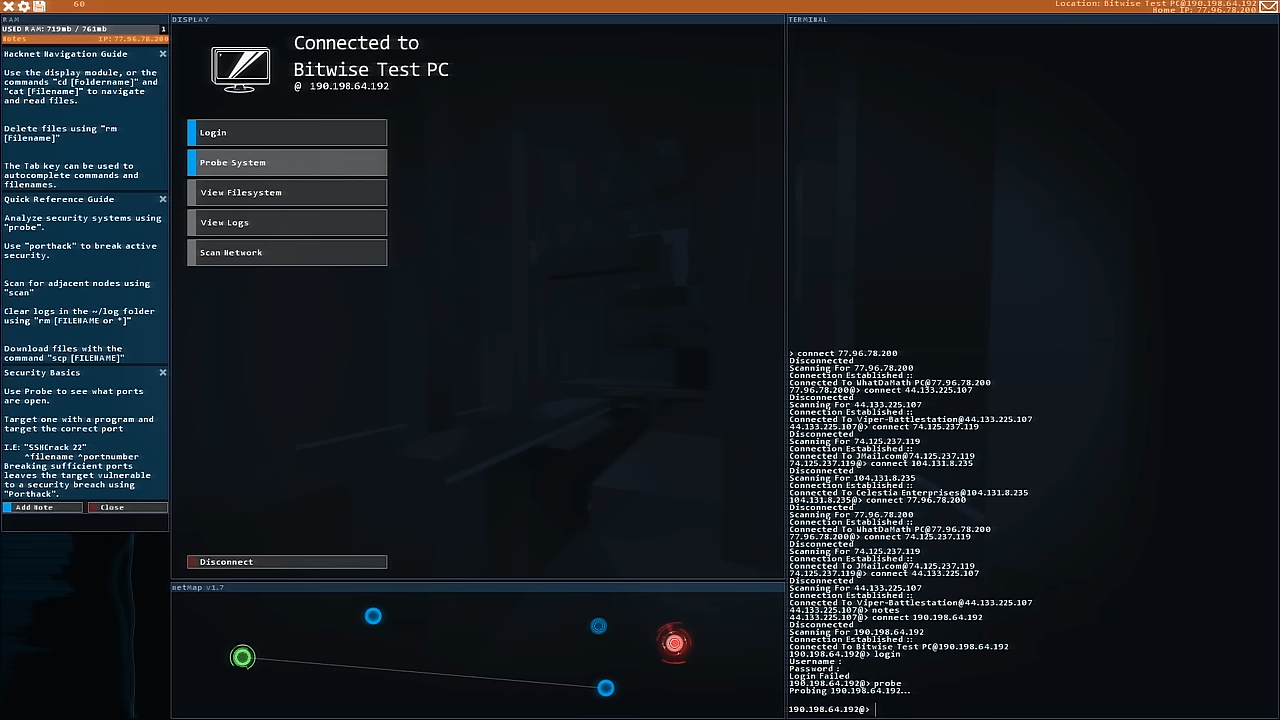 60
Location: Bitwise Test PC@190.198.64.192
Home IP: 77.96.78.200
RAM
USED RAM: 719mb / 761mb 1
Notes IP: 77.96.78.200
Hacknet Navigation Guide
Use the display module, or the
commands "cd [Foldername]" and
"cat [Filename]" to navigate
and read files.
Delete files using "rm
[Filename]"
The Tab key can be used to
autocomplete commands and
filenames.
Quick Reference Guide
Analyze security systems using
"probe".
Use "porthack" to break active
security.
Scan for adjacent nodes using
"scan"
Clear logs in the ~/log folder
using "rm [FILENAME or *]"
Download files with the
command "scp [FILENAME]"
Security Basics
Use Probe to see what ports
are open.
Target one with a program and
target the correct port
I.E: "SSHCrack 22"
^filename ^portnumber
Breaking sufficient ports
leaves the target vulnerable
to a security breach using
"Porthack".
Add Note
Close
DISPLAY
Connected to
Bitwise Test PC
@ 190.198.64.192
Login
Probe System
View Filesystem
View Logs
Scan Network
Disconnect
netMap v1.7
TERMINAL
> connect 77.96.78.200
Disconnected
Scanning For 77.96.78.200
Connection Established ::
Connected To WhatDaMath PC@77.96.78.200
77.96.78.200@> connect 44.133.225.107
Disconnected
Scanning For 44.133.225.107
Connection Established ::
Connected To Viper-Battlestation@44.133.225.107
44.133.225.107@> connect 74.125.237.119
Disconnected
Scanning For 74.125.237.119
Connection Established ::
Connected To JMail.com@74.125.237.119
74.125.237.119@> connect 104.131.8.235
Disconnected
Scanning For 104.131.8.235
Connection Established ::
Connected To Celestia Enterprises@104.131.8.235
104.131.8.235@> connect 77.96.78.200
Disconnected
Scanning For 77.96.78.200
Connection Established ::
Connected To WhatDaMath PC@77.96.78.200
77.96.78.200@> connect 74.125.237.119
Disconnected
Scanning For 74.125.237.119
Connection Established ::
Connected To JMail.com@74.125.237.119
74.125.237.119@> connect 44.133.225.107
Disconnected
Scanning For 44.133.225.107
Connection Established ::
Connected To Viper-Battlestation@44.133.225.107
44.133.225.107@> notes
44.133.225.107@> connect 190.198.64.192
Disconnected
Scanning For 190.198.64.192
Connection Established ::
Connected To Bitwise Test PC@190.198.64.192
190.198.64.192@> login
Username :
Password :
Login Failed
190.198.64.192@> probe
Probing 190.198.64.192...
190.198.64.192@>